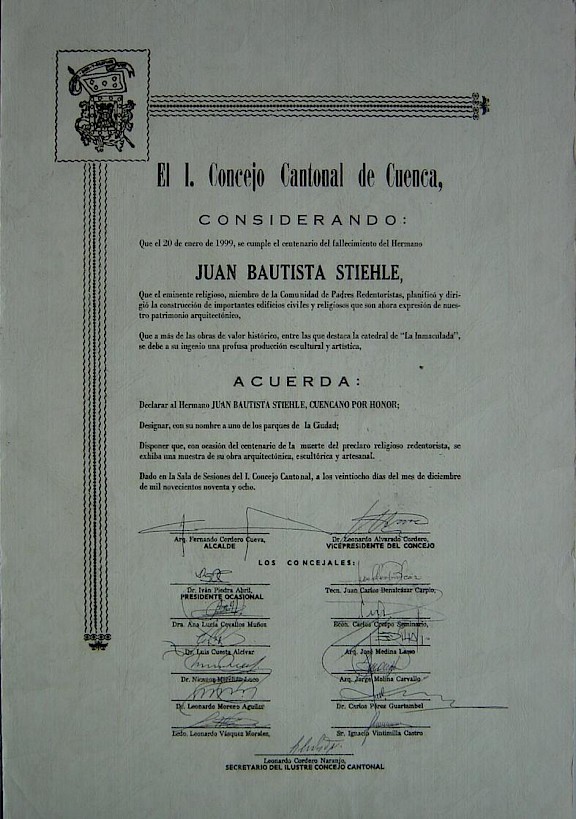 El I. Concejo Cantonal de Cuenca,
CONSIDERANDO:
Que el 20 de enero de 1999, se cumple el centenario del fallecimiento del Hermano
JUAN BAUTISTA STIEHLE,
Que el eminente religioso, miembro de la Comunidad de Padres Redentoristas, planificó y diri-
gió la construcción de importantes edificios civiles y religiosos que son ahora expresión de nues-
tro patrimonio arquitectónico,
Que a más de las obras de valor histórico, entre las que destaca la catedral de "La Inmaculada",
se debe a su ingenio una profusa producción escultural y artística,
ACUERDA:
Declarar al Hermano JUAN BAUTISTA STIEHLE, CUENCANO POR HONOR;
Designar, con su nombre a uno de los parques de la Ciudad;
Disponer que, con ocasión del centenario de la muerte del preclaro religioso redentorista, se
exhiba una muestra de su obra arquitectónica, escultórica y artesanal.
Dado en la Sala de Sesiones del I. Concejo Cantonal, a los veintiocho días del mes de diciembre
de mil novecientos noventa y ocho.
Arq. Fernando Cordero Cueva, Dr. Leonardo Alvarado Cordero,
ALCALDE VICEPRESIDENTE DEL CONCEJO
LOS CONCEJALES:
Dr. Iván Piedra Abril, Tecn. Juan Carlos Benalcázar Carpio,
PRESIDENTE OCASIONAL
Dra. Ana Lucía Cevallos Muñoz Econ. Carlos Crespo Seminario,
Dr. Luis Cuesta Alcívar Arq. José Medina Lasso
Dr. Loco Arq. Jorge Molina Carvallo
Dr. Leonardo Moreno Aguilar Dr. Carlos Pérez Guartambel
Lcdo. Leonardo Vásquez Morales, Sr. Ignacio Vintimilla Castro
Leonardo Cordero Naranjo,
SECRETARIO DEL ILUSTRE CONCEJO CANTONAL